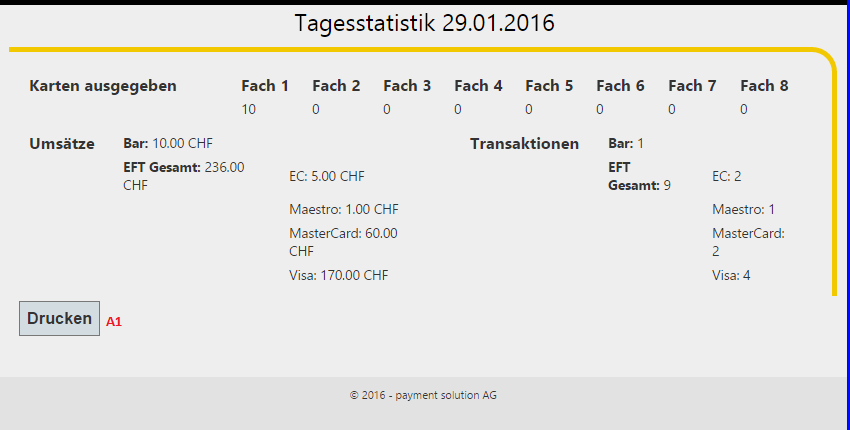 Tagesstatistik 29.01.2016
Karten ausgegeben Fach 1 Fach 2 Fach 3 Fach 4 Fach 5 Fach 6 Fach 7 Fach 8
10 0 0 0 0 0 0 0
Umsätze Bar: 10.00 CHF Transaktionen Bar: 1
EFT Gesamt: 236.00 CHF EC: 5.00 CHF EFT Gesamt: 9 EC: 2
Maestro: 1.00 CHF Maestro: 1
MasterCard: 60.00 CHF MasterCard: 2
Visa: 170.00 CHF Visa: 4
Drucken A1
© 2016 - payment solution AG